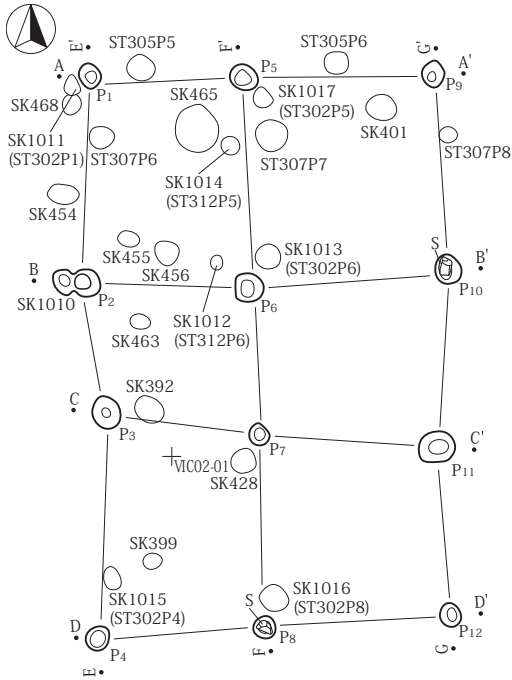 E'
F'
G'
ST305P5
ST305P6
A
A'
P1
P5
P9
SK468
SK465
SK1017
(ST302P5)
SK401
SK1011
(ST302P1)
ST307P6
ST307P7
ST307P8
SK1014
(ST312P5)
SK454
SK455
SK456
SK1013
(ST302P6)
S
B
B'
SK1010
P2
P6
P10
SK463
SK1012
(ST312P6)
SK392
C
C'
P3
P7
P11
VIC02-01
SK428
SK399
SK1015
(ST302P4)
SK1016
(ST302P8)
S
D
D'
P4
P8
P12
E
F
G